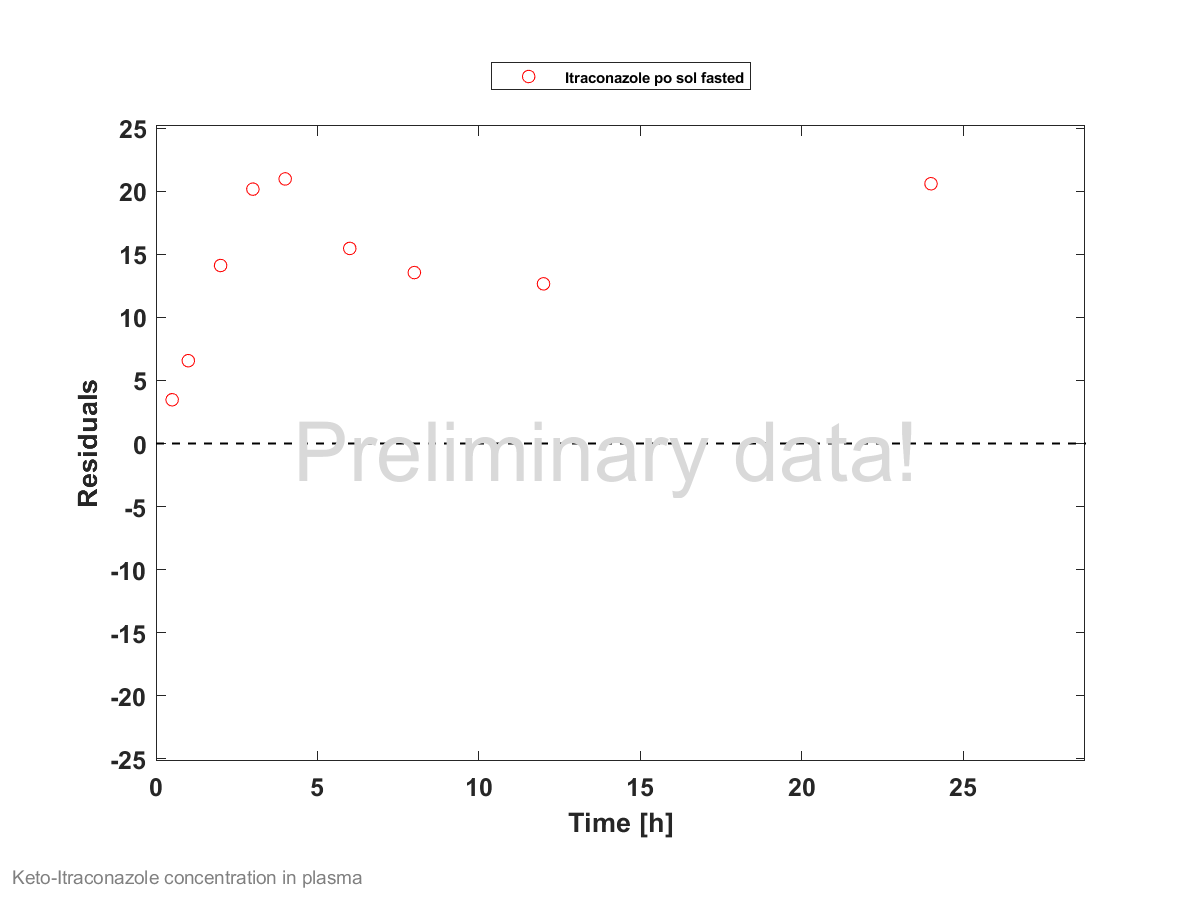 Itraconazole po sol fasted
25
20
15
10
5
0
-5
-10
-15
-20
-25
Residuals
Preliminary data!
0 5 10 15 20 25
Time [h]
Keto-Itraconazole concentration in plasma